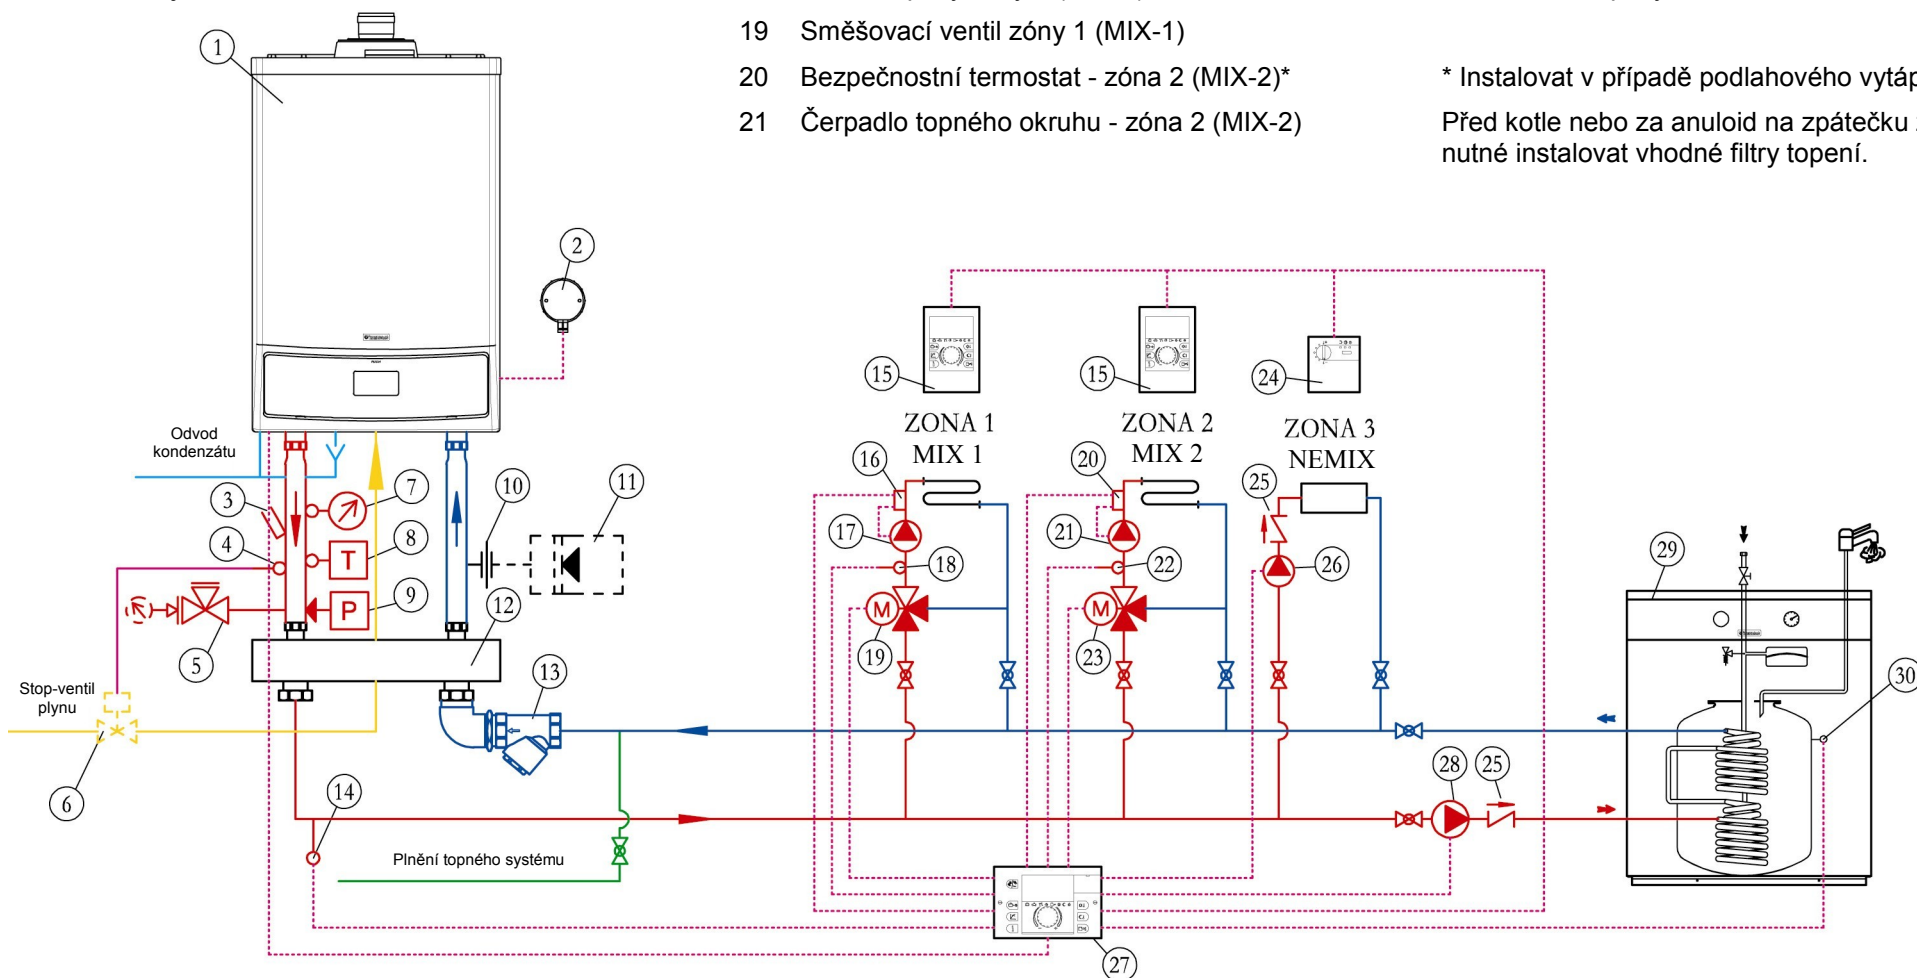 19 Směšovací ventil zóny 1 (MIX-1)
20 Bezpečnostní termostat - zóna 2 (MIX-2)*
21 Čerpadlo topného okruhu - zóna 2 (MIX-2)
* Instalovat v případě podlahového
Před kotle nebo za anuloid na zpátečku
nutné instalovat vhodné filtry topení.
1
2
15
15
24
ZONA 1
MIX 1
ZONA 2
MIX 2
ZONA 3
NEMIX
Odvod
kondenzátu
3
7
10
11
16
20
25
4
T
8
17
21
26
18
22
P
9
12
M
M
29
5
19
23
13
30
Stop-ventil
plynu
6
14
28
25
Plnění topného systému
27